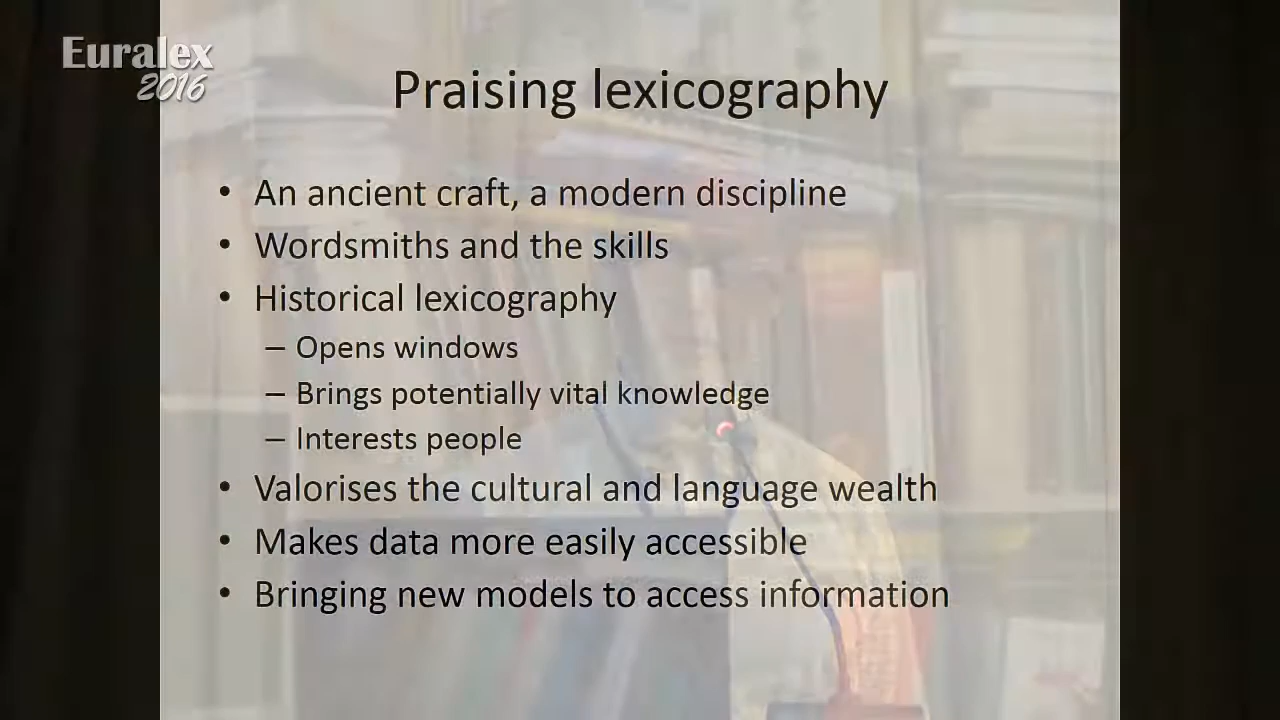 Euralex
2016
Praising lexicography
• An ancient craft, a modern discipline
• Wordsmiths and the skills
• Historical lexicography
– Opens windows
– Brings potentially vital knowledge
– Interests people
• Valorises the cultural and language wealth
• Makes data more easily accessible
• Bringing new models to access information